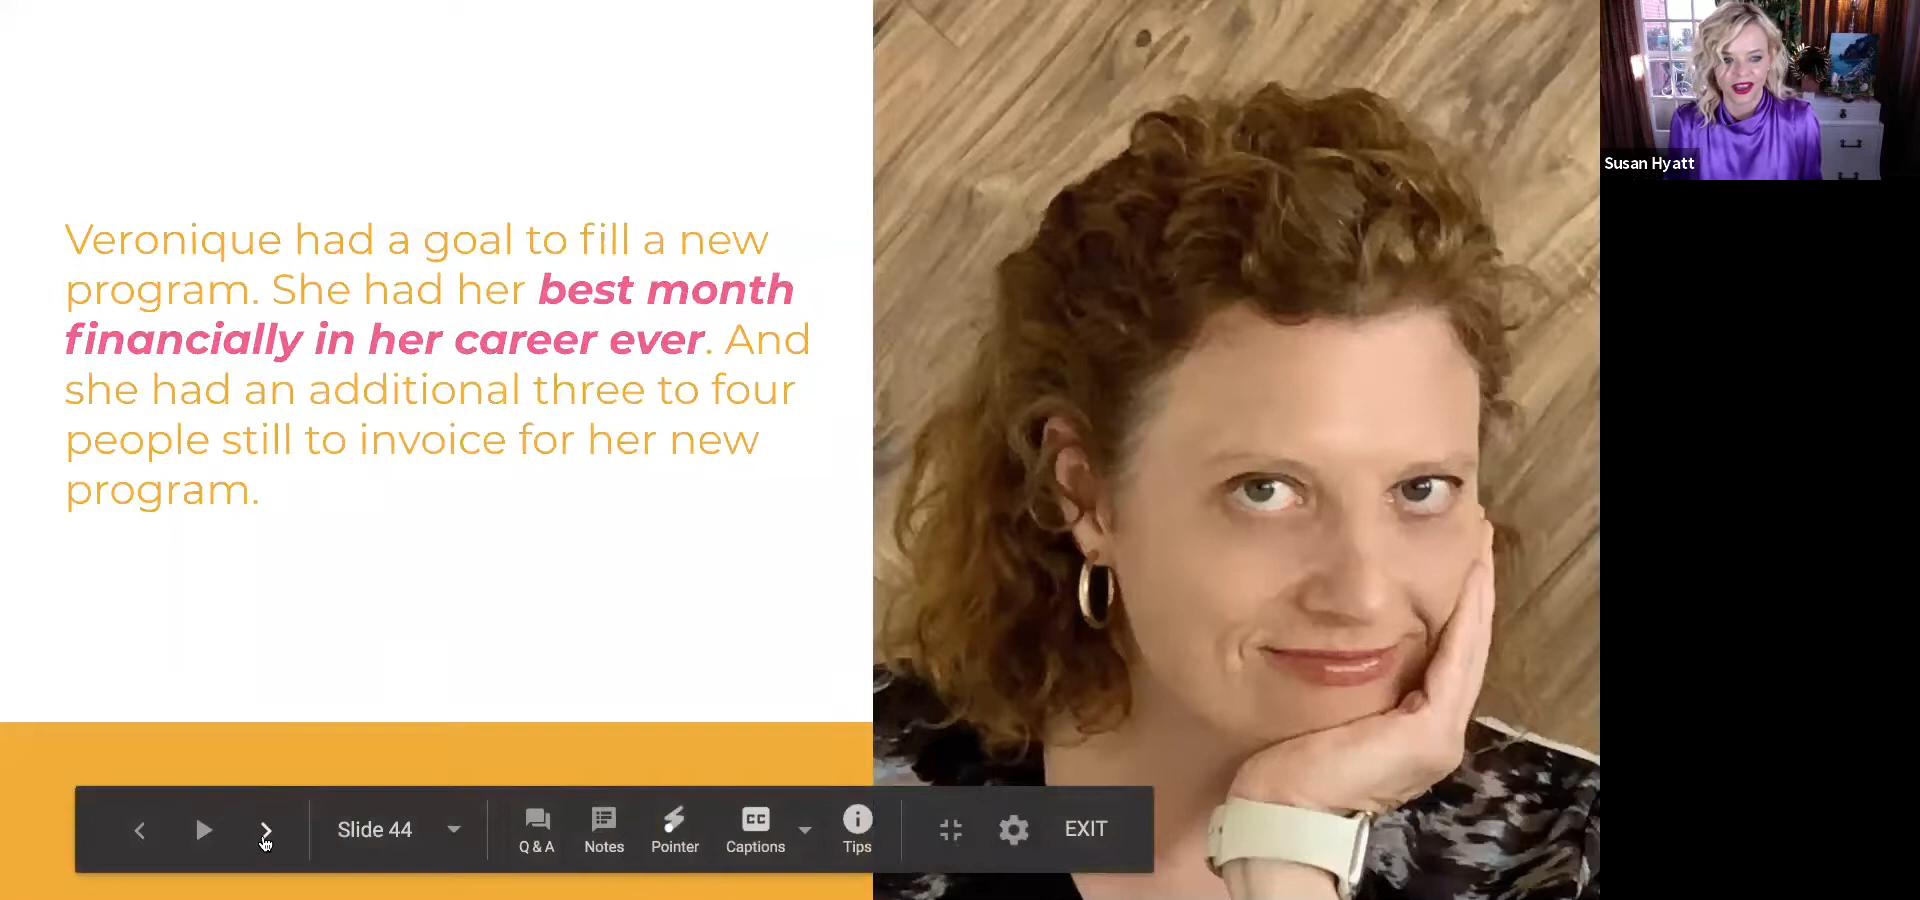 Veronique had a goal to fill a new
program. She had her best month
financially in her career ever. And
she had an additional three to four
people still to invoice for her new
program.
Susan Hyatt
Slide 44
Q & A
Notes
Pointer
CC
Captions
Tips
EXIT